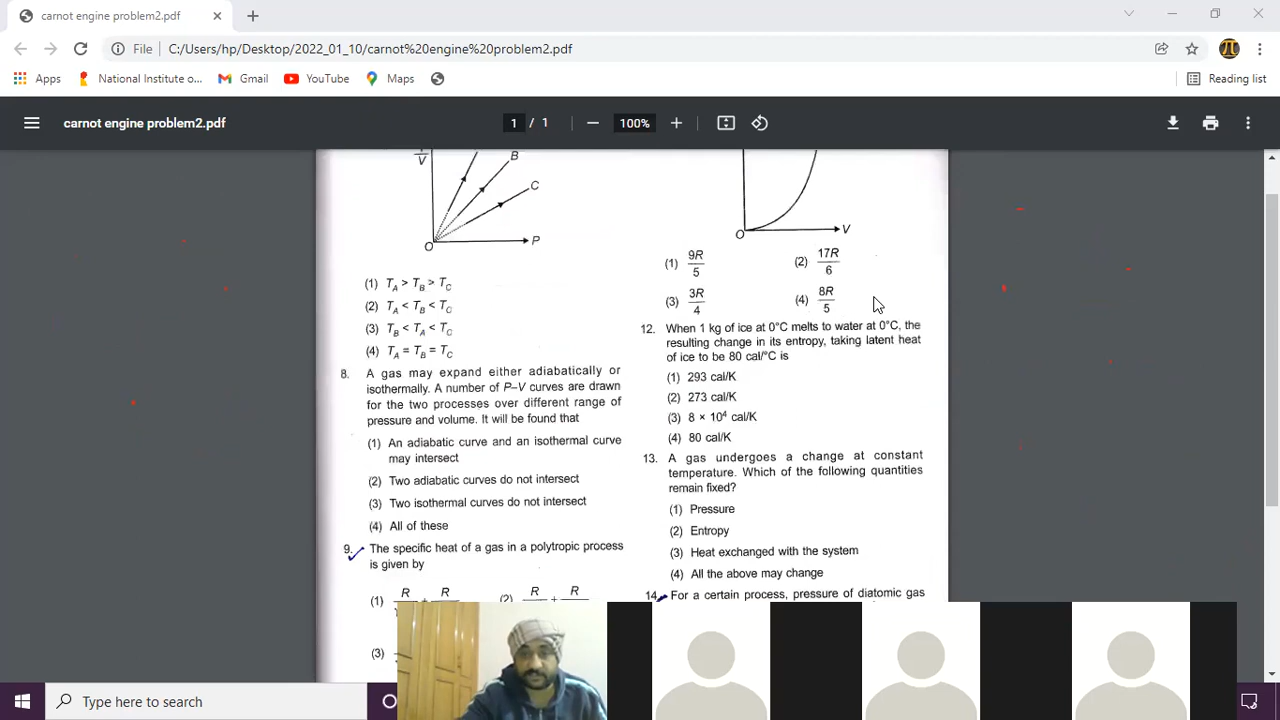 carnot engine problem2.pdf
File
C:/Users/hp/Desktop/2022_01_10/carnot%20engine%20problem2.pdf
Apps
National Institute o...
Gmail
YouTube
Maps
Reading list
carnot engine problem2.pdf
1 / 1
100%
V
B
C
O
P
(1) T_A > T_B > T_C
(2) T_A < T_B < T_C
(3) T_B < T_A < T_C
(4) T_A = T_B = T_C
8. A gas may expand either adiabatically or
isothermally. A number of P–V curves are drawn
for the two processes over different range of
pressure and volume. It will be found that
(1) An adiabatic curve and an isothermal curve
may intersect
(2) Two adiabatic curves do not intersect
(3) Two isothermal curves do not intersect
(4) All of these
9. The specific heat of a gas in a polytropic process
is given by
(1) R + R
(2) R + R
(3)
O
V
(1) 9R/5
(2) 17R/6
(3) 3R/4
(4) 8R/5
12. When 1 kg of ice at 0°C melts to water at 0°C, the
resulting change in its entropy, taking latent heat
of ice to be 80 cal/°C is
(1) 293 cal/K
(2) 273 cal/K
(3) 8 × 10⁴ cal/K
(4) 80 cal/K
13. A gas undergoes a change at constant
temperature. Which of the following quantities
remain fixed?
(1) Pressure
(2) Entropy
(3) Heat exchanged with the system
(4) All the above may change
14. For a certain process, pressure of diatomic gas
Type here to search